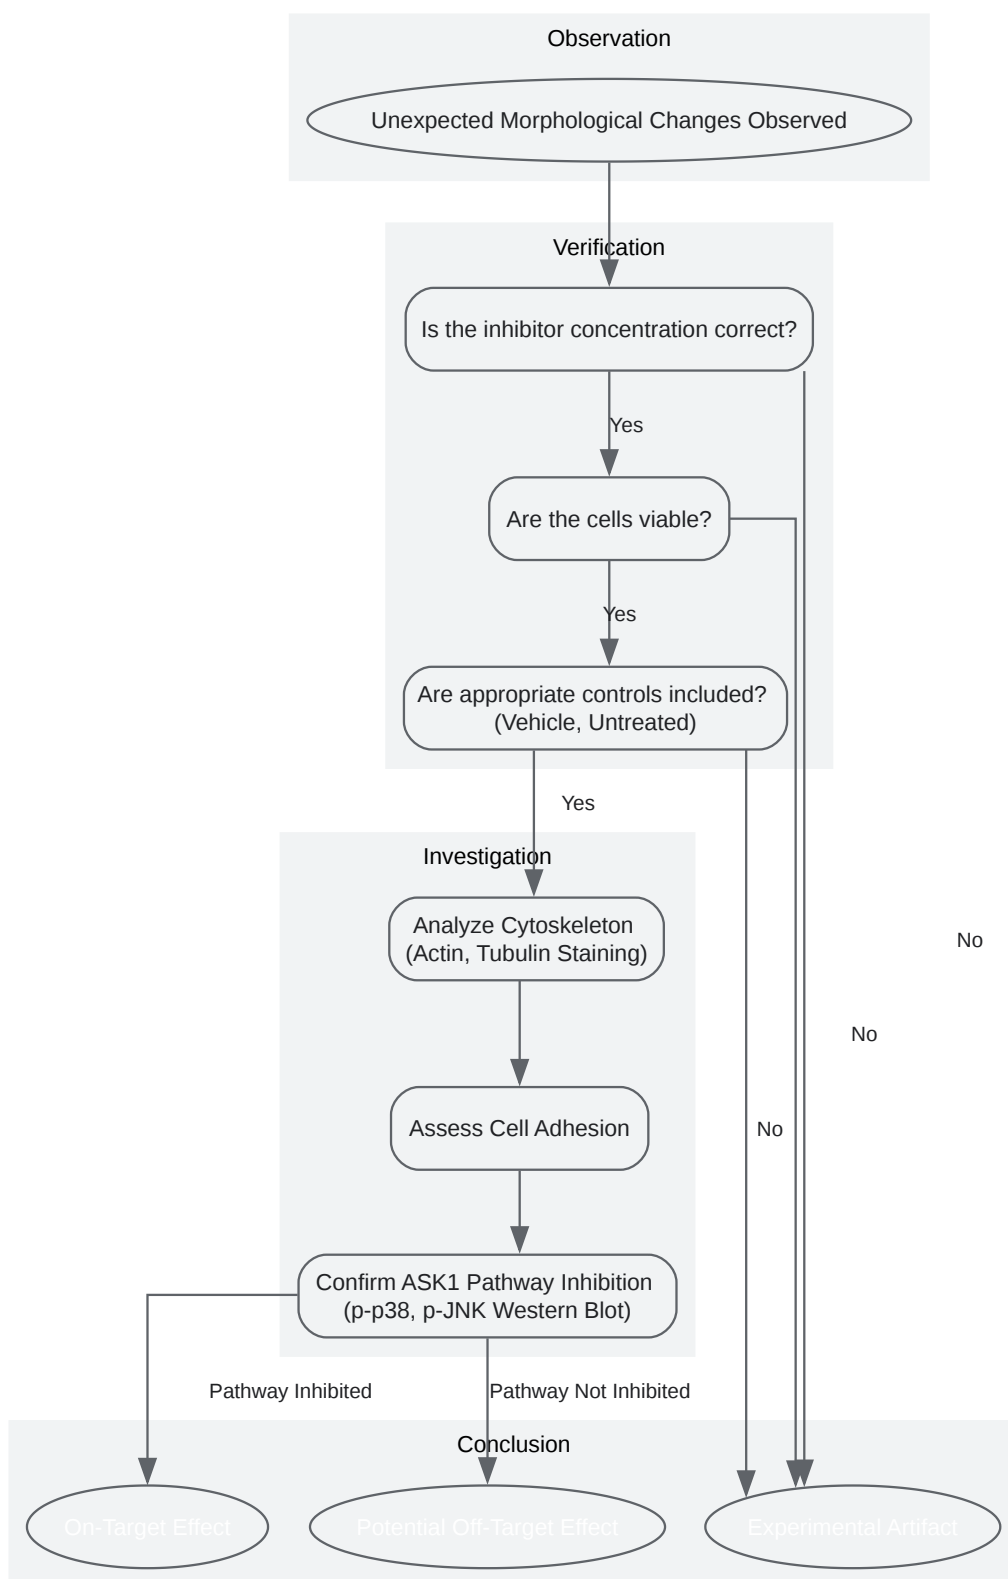 Observation
Unexpected Morphological Changes Observed
Verification
Is the inhibitor concentration correct?
Yes
Are the cells viable?
Yes
Are appropriate controls included?
(Vehicle, Untreated)
Yes
Investigation
Analyze Cytoskeleton
(Actin, Tubulin Staining)
No
No
Assess Cell Adhesion
No
Confirm ASK1 Pathway Inhibition
(p-p38, p-JNK Western Blot)
Pathway Inhibited
Pathway Not Inhibited
Conclusion
On-Target Effect
Potential Off-Target Effect
Experimental Artifact